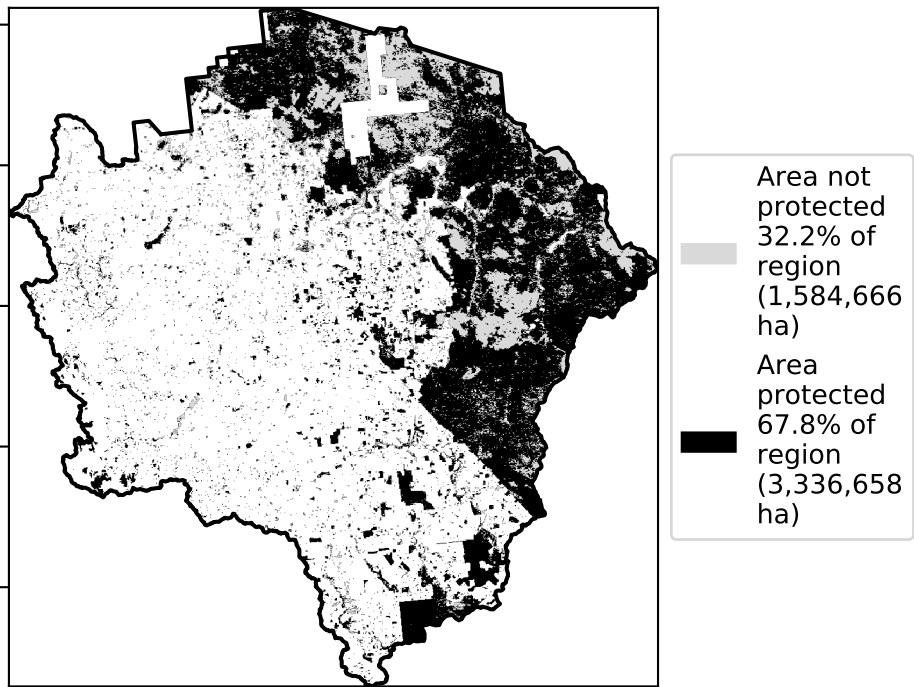 Area not
protected
32.2% of
region
(1,584,666
ha)
Area
protected
67.8% of
region
(3,336,658
ha)